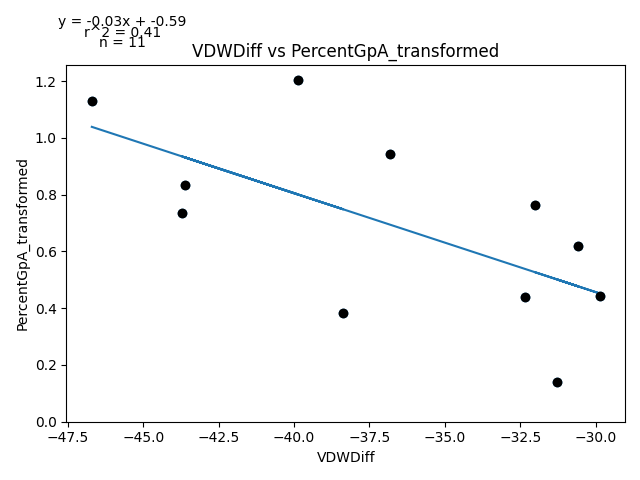 y = -0.03x + -0.59
r^2 = 0.41
n = 11
VDWDiff vs PercentGpA_transformed
PercentGpA_transformed
1.2
1.0
0.8
0.6
0.4
0.2
0.0
−47.5 −45.0 −42.5 −40.0 −37.5 −35.0 −32.5 −30.0
VDWDiff